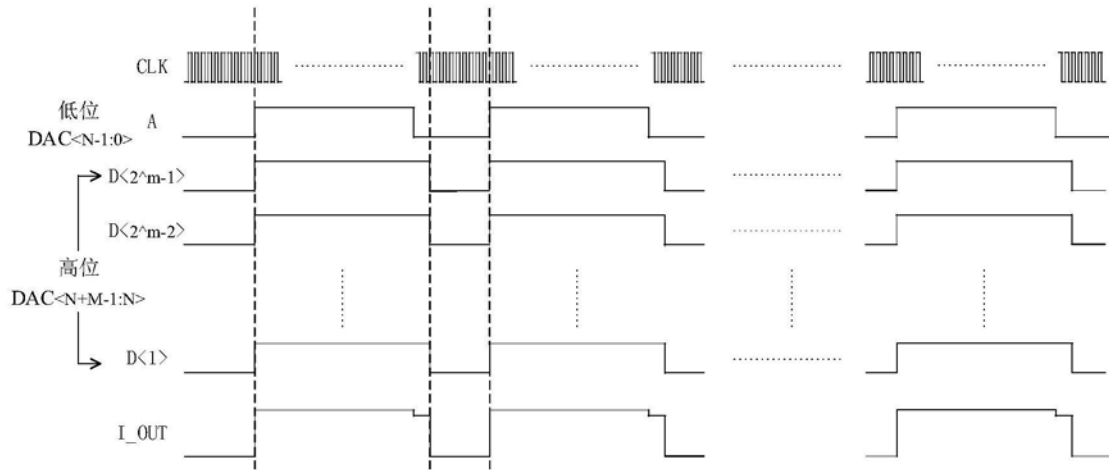 CLK
低位 A
DAC<N-1:0>
D<2^m-1>
D<2^m-2>
高位
DAC<N+M-1:N>
D<1>
I_OUT